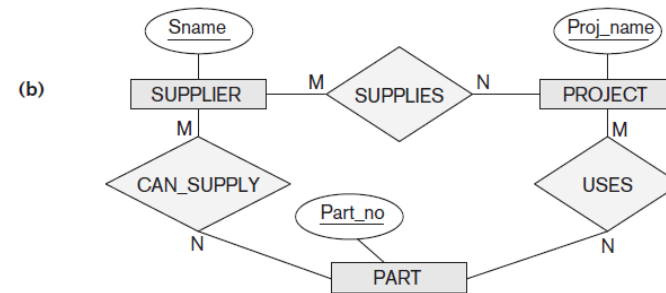 Sname Proj_name
(b)
SUPPLIER M SUPPLIES N PROJECT
M M
CAN_SUPPLY USES
Part_no
N N
PART